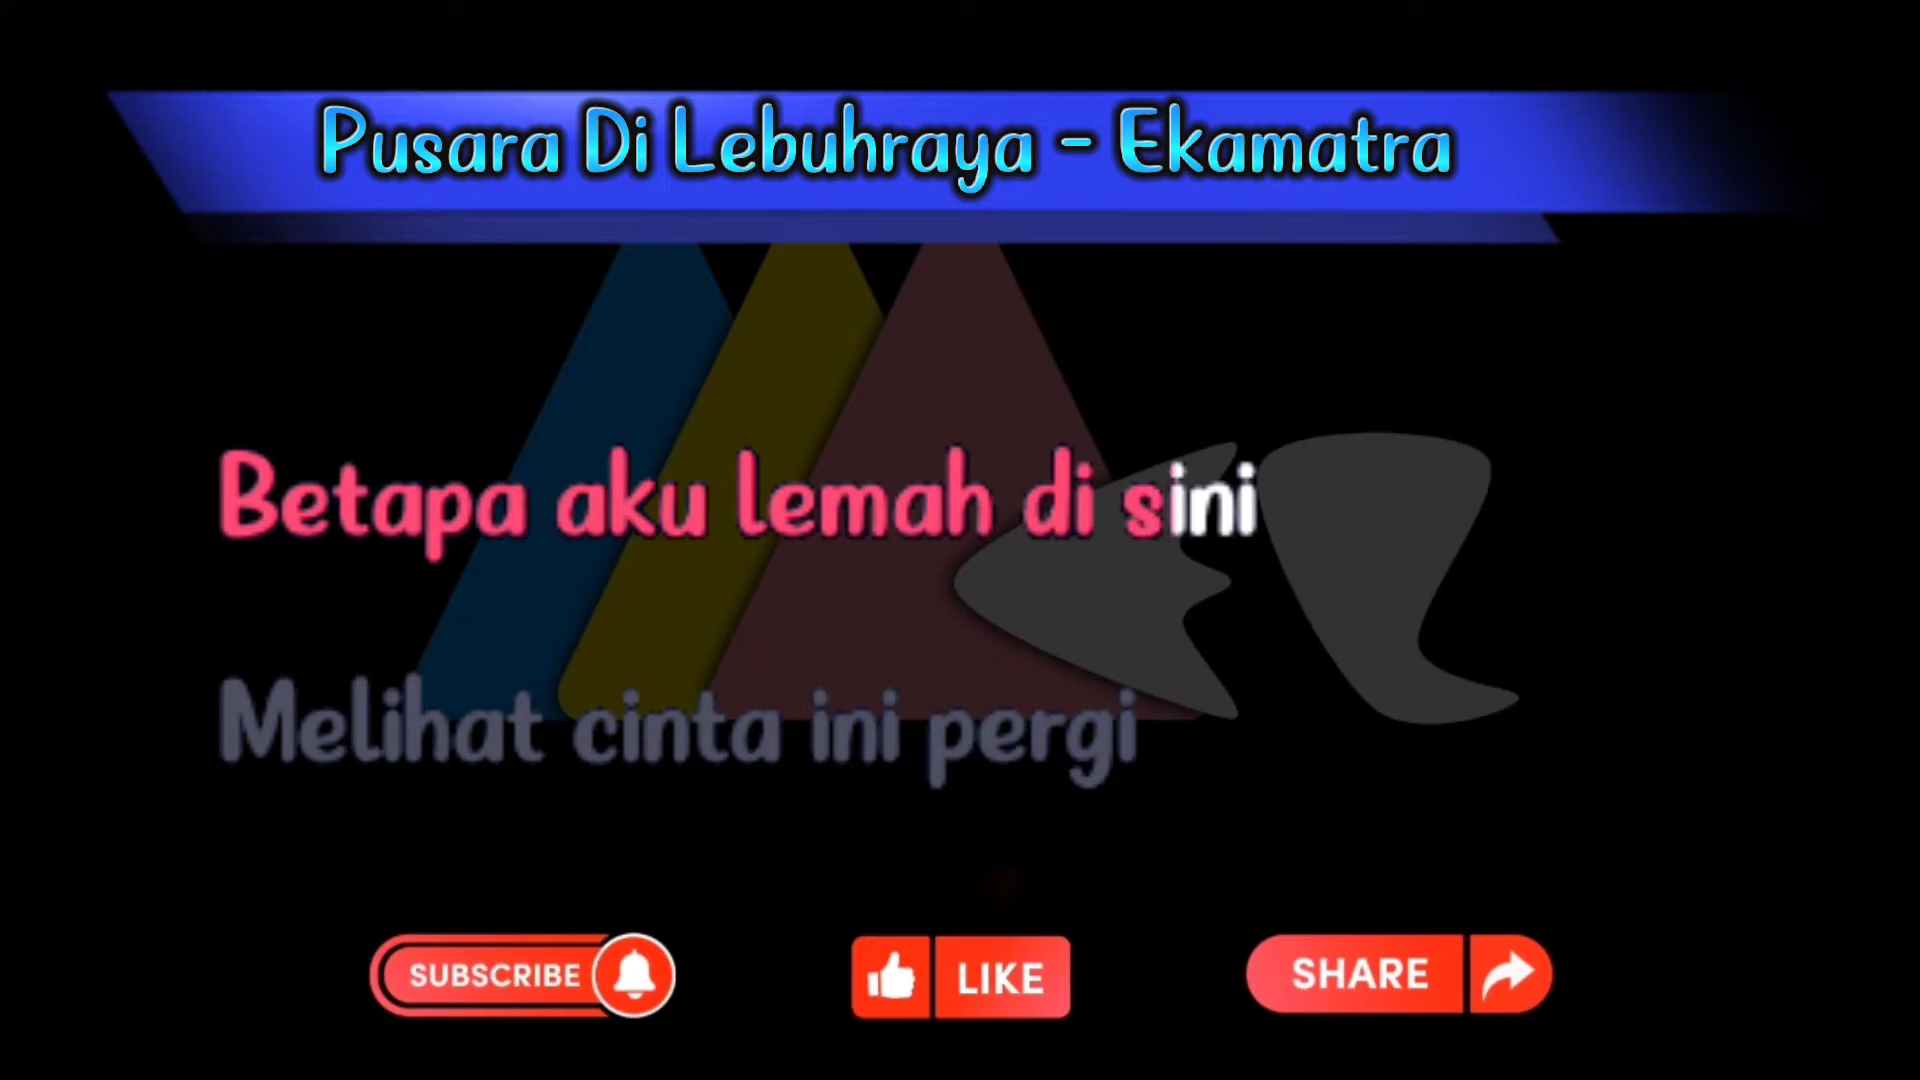 Pusara Di Lebuhraya - Ekamatra
Betapa aku lemah di sini
Melihat cinta ini pergi
SUBSCRIBE
LIKE
SHARE